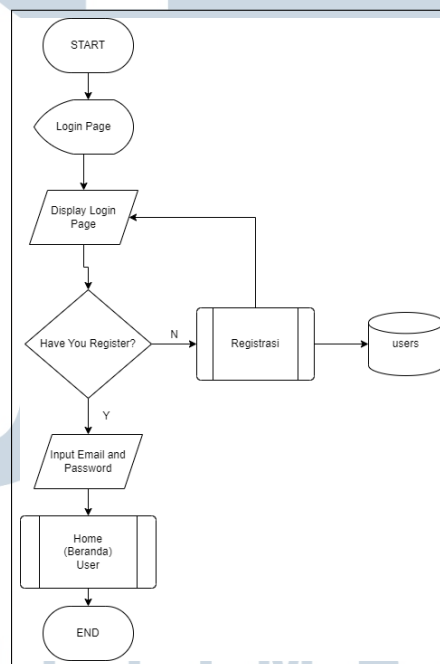 START
Login Page
Display Login
Page
Have You Register?
N
Registrasi
users
Y
Input Email and
Password
Home
(Beranda)
User
END